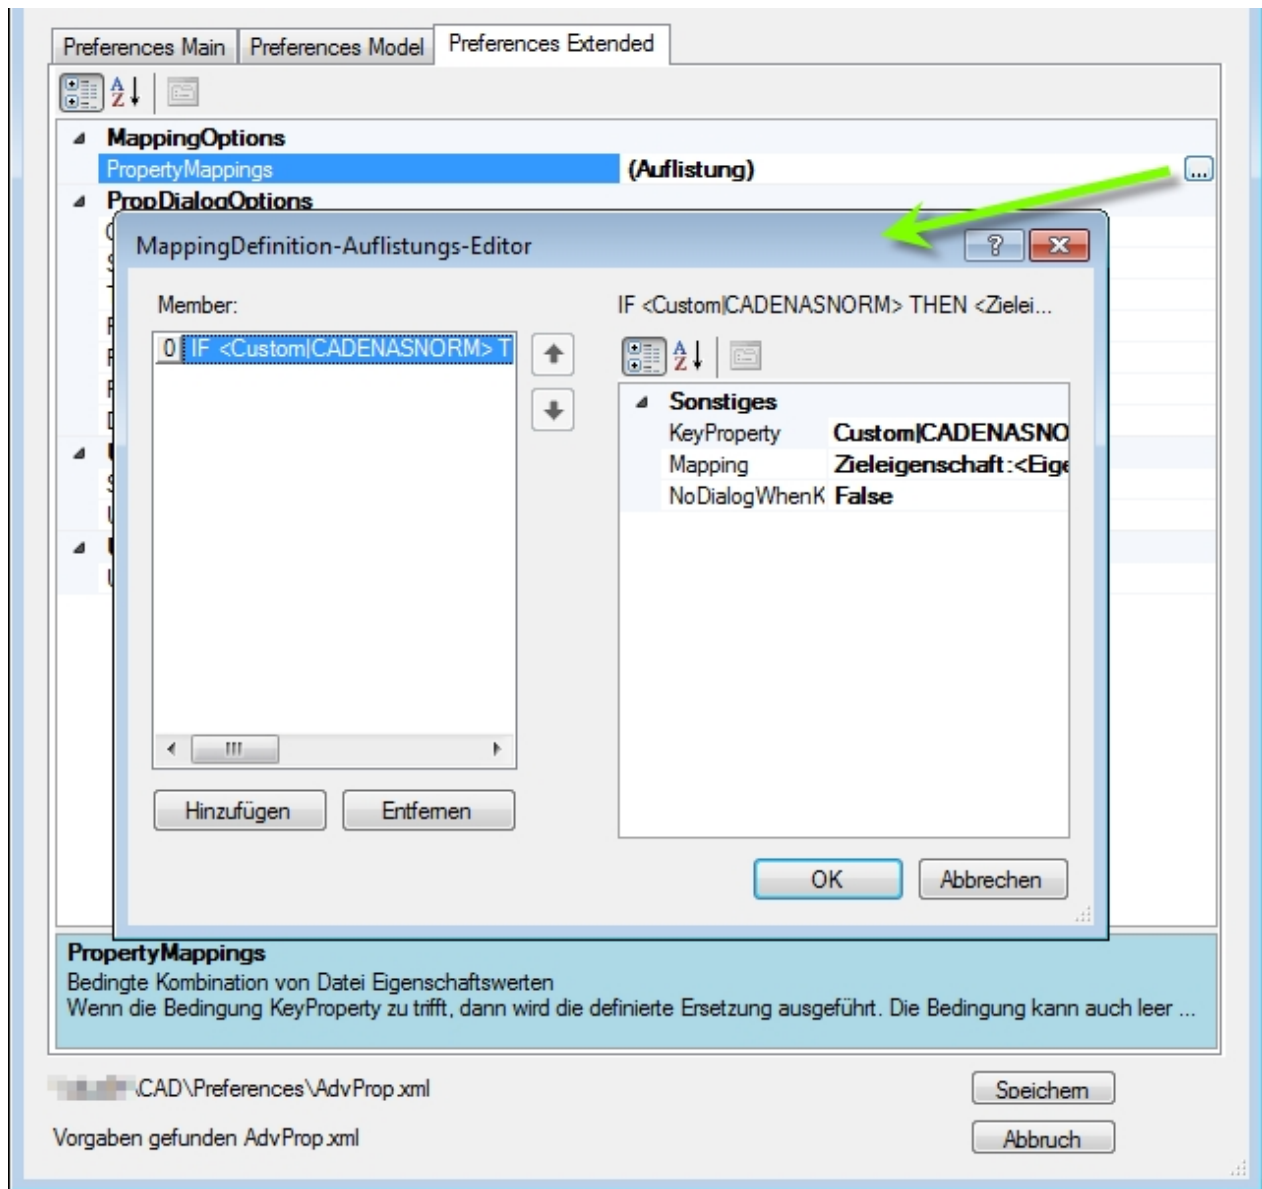 Preferences Main Preferences Model Preferences Extended
MappingOptions
PropertyMappings (Auflistung) ...
PropDialogOptions
MappingDefinition-Auflistungs-Editor
Member: IF <Custom|CADENASNORM> THEN <Zielei...
0 IF <Custom|CADENASNORM> T
Sonstiges
KeyProperty Custom|CADENASNO
Mapping Zieleigenschaft:<Eige
NoDialogWhenK False
Hinzufügen Entfernen
OK Abbrechen
PropertyMappings
Bedingte Kombination von Datei Eigenschaftswerten
Wenn die Bedingung KeyProperty zu trifft, dann wird die definierte Ersetzung ausgeführt. Die Bedingung kann auch leer ...
\CAD\Preferences\AdvProp.xml Speichern
Vorgaben gefunden AdvProp.xml Abbruch